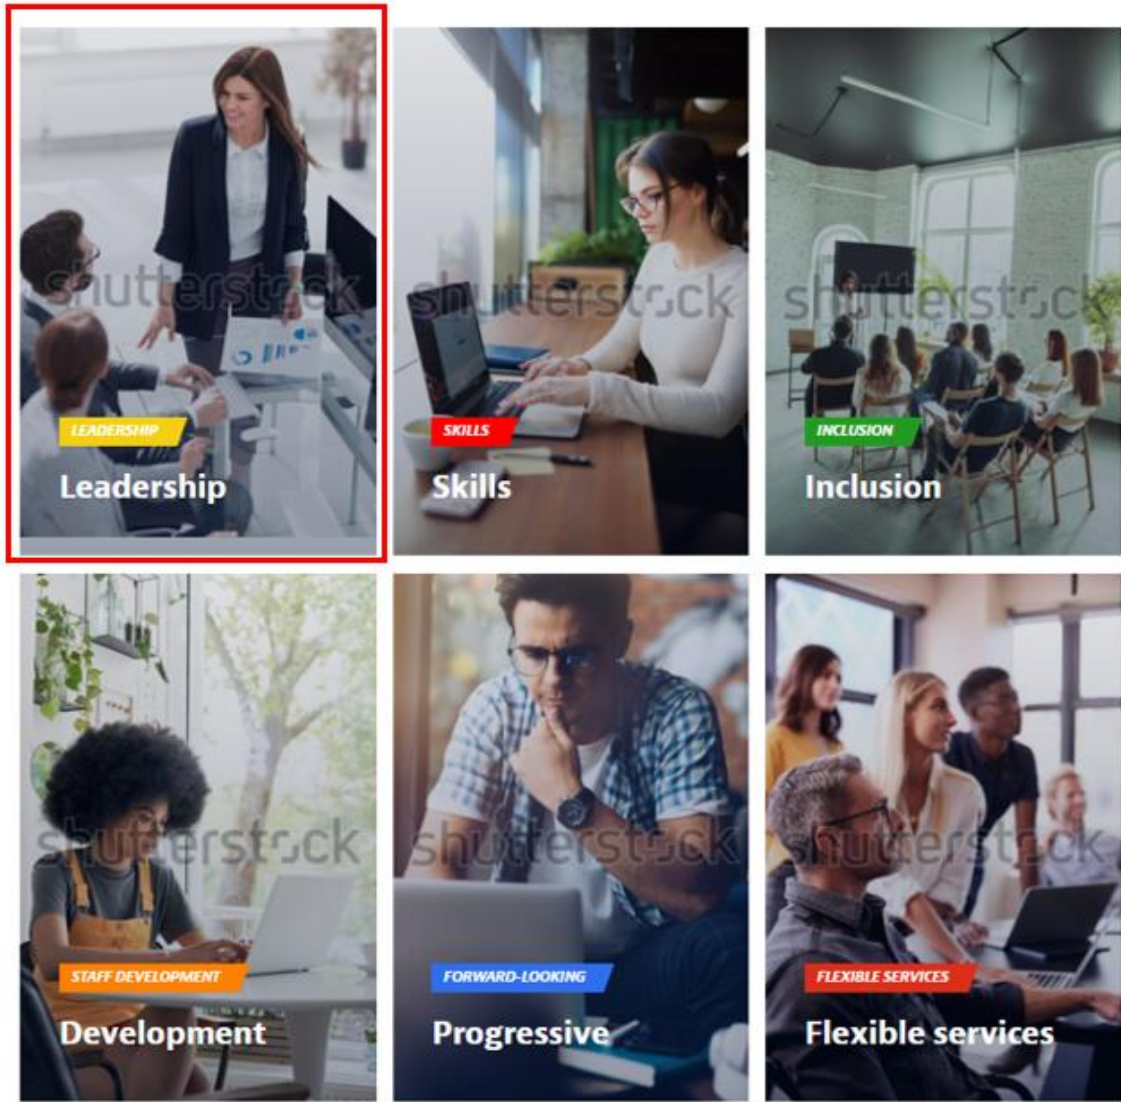 shutterstock
LEADERSHIP
Leadership
shutterstock
SKILLS
Skills
shutterstock
INCLUSION
Inclusion
shutterstock
STAFF DEVELOPMENT
Development
shutterstock
FORWARD-LOOKING
Progressive
shutterstock
FLEXIBLE SERVICES
Flexible services